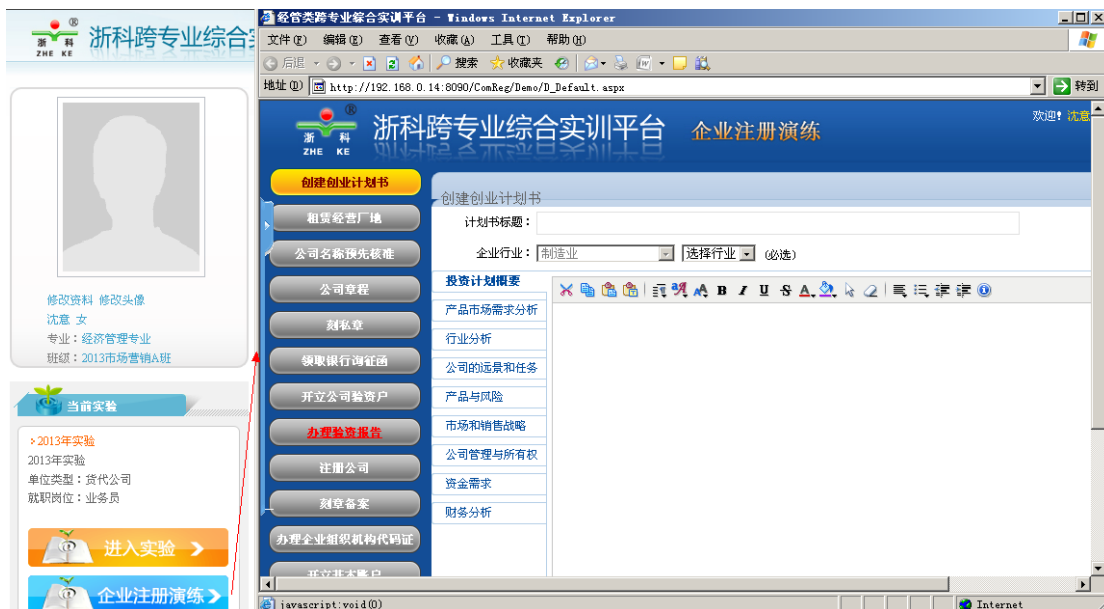 浙 科
ZHE KE
浙科跨专业综合
修改资料 修改头像
沈意 女
专业：经济管理专业
班级：2013市场营销A班
当前实验
>2013年实验
2013年实验
单位类型：货代公司
就职岗位：业务员
进入实验
企业注册演练
经管类跨专业综合实训平台 - Windows Internet Explorer
文件(F) 编辑(E) 查看(V) 收藏(A) 工具(T) 帮助(H)
后退 搜索 收藏夹
地址(D) http://192.168.0.14:8090/ComReg/Demo/D_Default.aspx 转到
浙 科
ZHE KE
浙科跨专业综合实训平台 企业注册演练
欢迎! 沈意
创建创业计划书
租赁经营厂地
公司名称预先核准
公司章程
刻私章
领取银行询征函
开立公司验资户
办理验资报告
注册公司
刻章备案
办理企业组织机构代码证
开立基本账户
创建创业计划书
计划书标题：
企业行业： 制造业 选择行业 (必选)
投资计划概要
产品市场需求分析
行业分析
公司的远景和任务
产品与风险
市场和销售战略
公司管理与所有权
资金需求
财务分析
B I U S A
javascript:void(0)
Internet